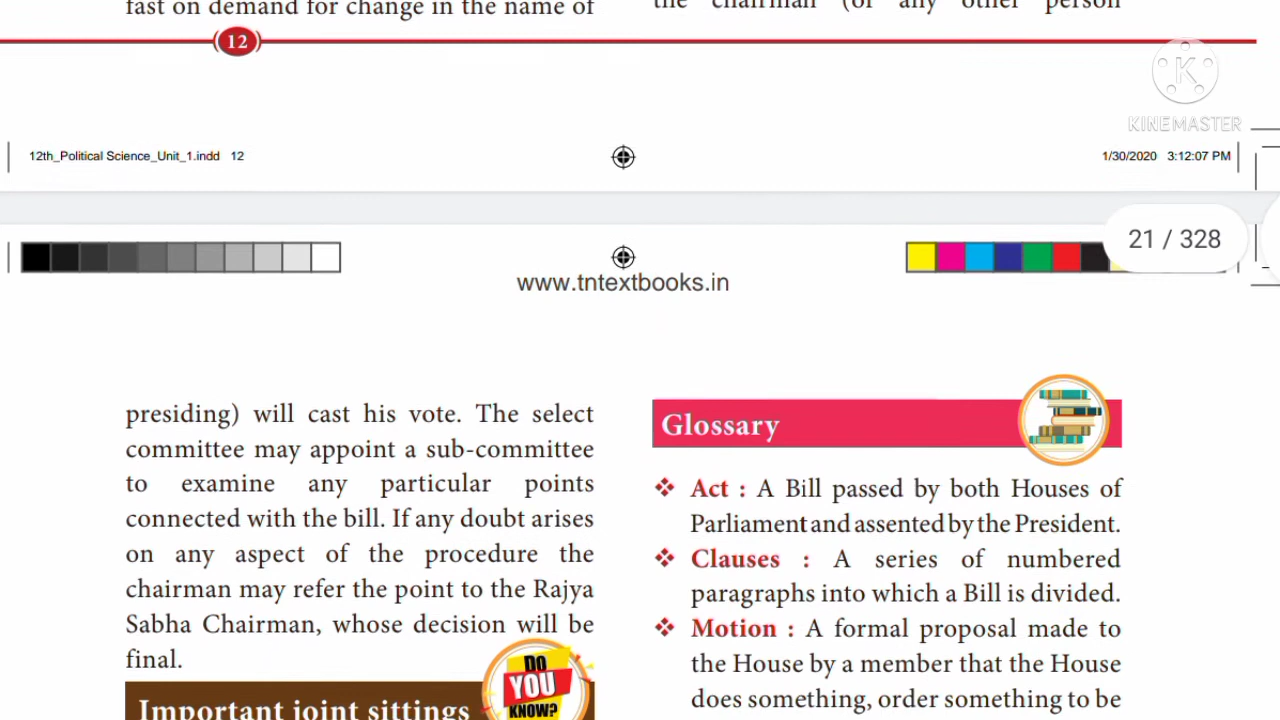 fast on demand for change in the name of
the chairman (or any other person
12
K
KINEMASTER
12th_Political Science_Unit_1.indd 12
1/30/2020 3:12:07 PM
21 / 328
www.tntextbooks.in
presiding) will cast his vote. The select
committee may appoint a sub-committee
to examine any particular points
connected with the bill. If any doubt arises
on any aspect of the procedure the
chairman may refer the point to the Rajya
Sabha Chairman, whose decision will be
final.
DO
YOU
KNOW?
Important joint sittings
Glossary
❖ Act : A Bill passed by both Houses of
Parliament and assented by the President.
❖ Clauses : A series of numbered
paragraphs into which a Bill is divided.
❖ Motion : A formal proposal made to
the House by a member that the House
does something, order something to be